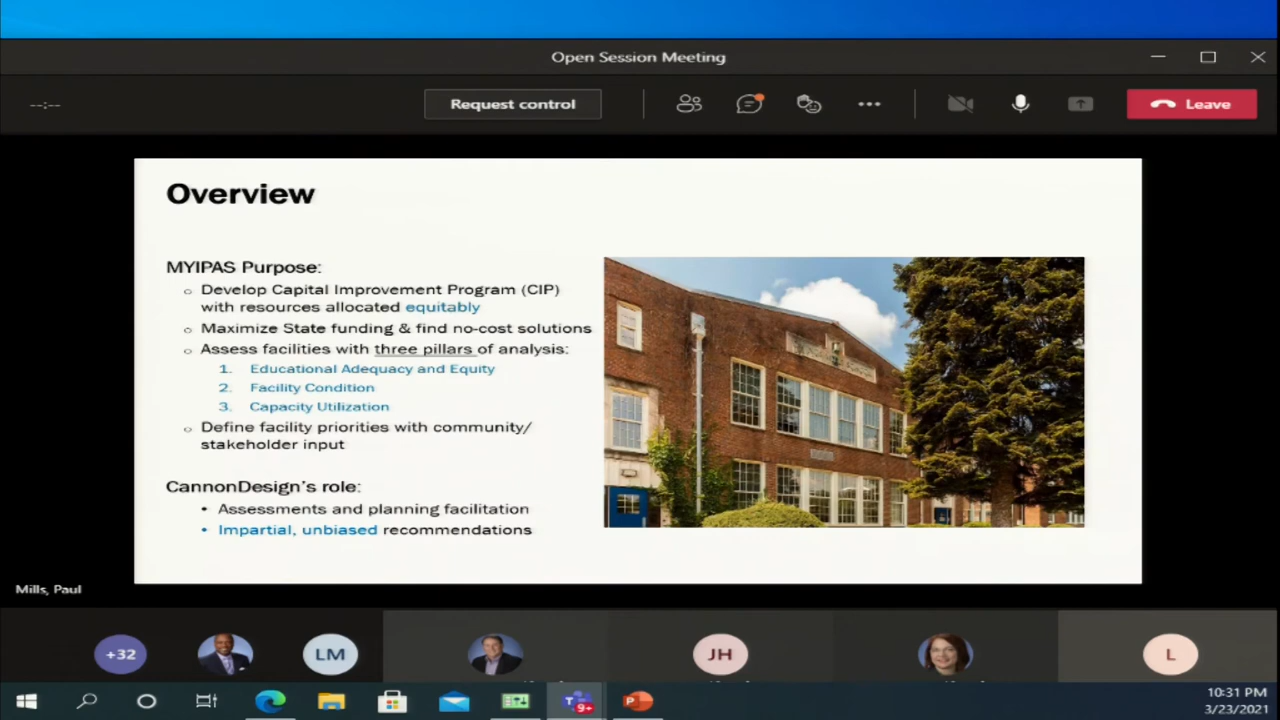 Open Session Meeting
--:--
Request control
Leave
Overview
MYIPAS Purpose:
Develop Capital Improvement Program (CIP)
with resources allocated equitably
Maximize State funding & find no-cost solutions
Assess facilities with three pillars of analysis:
1. Educational Adequacy and Equity
2. Facility Condition
3. Capacity Utilization
Define facility priorities with community/
stakeholder input
CannonDesign's role:
• Assessments and planning facilitation
• Impartial, unbiased recommendations
Mills, Paul
+32
LM
JH
L
9+
10:31 PM
3/23/2021